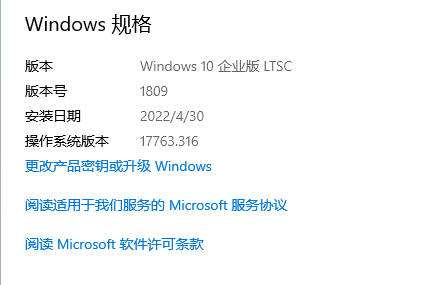 Windows 规格
版本 Windows 10 企业版 LTSC
版本号 1809
安装日期 2022/4/30
操作系统版本 17763.316
更改产品密钥或升级 Windows
阅读适用于我们服务的 Microsoft 服务协议
阅读 Microsoft 软件许可条款